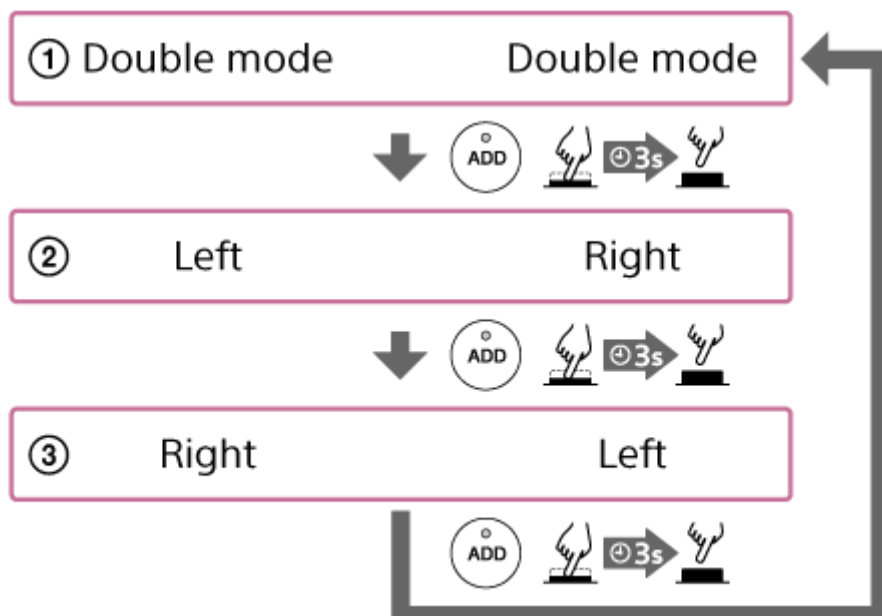 ① Double mode Double mode
ADD 3s
② Left Right
ADD 3s
③ Right Left
ADD 3s